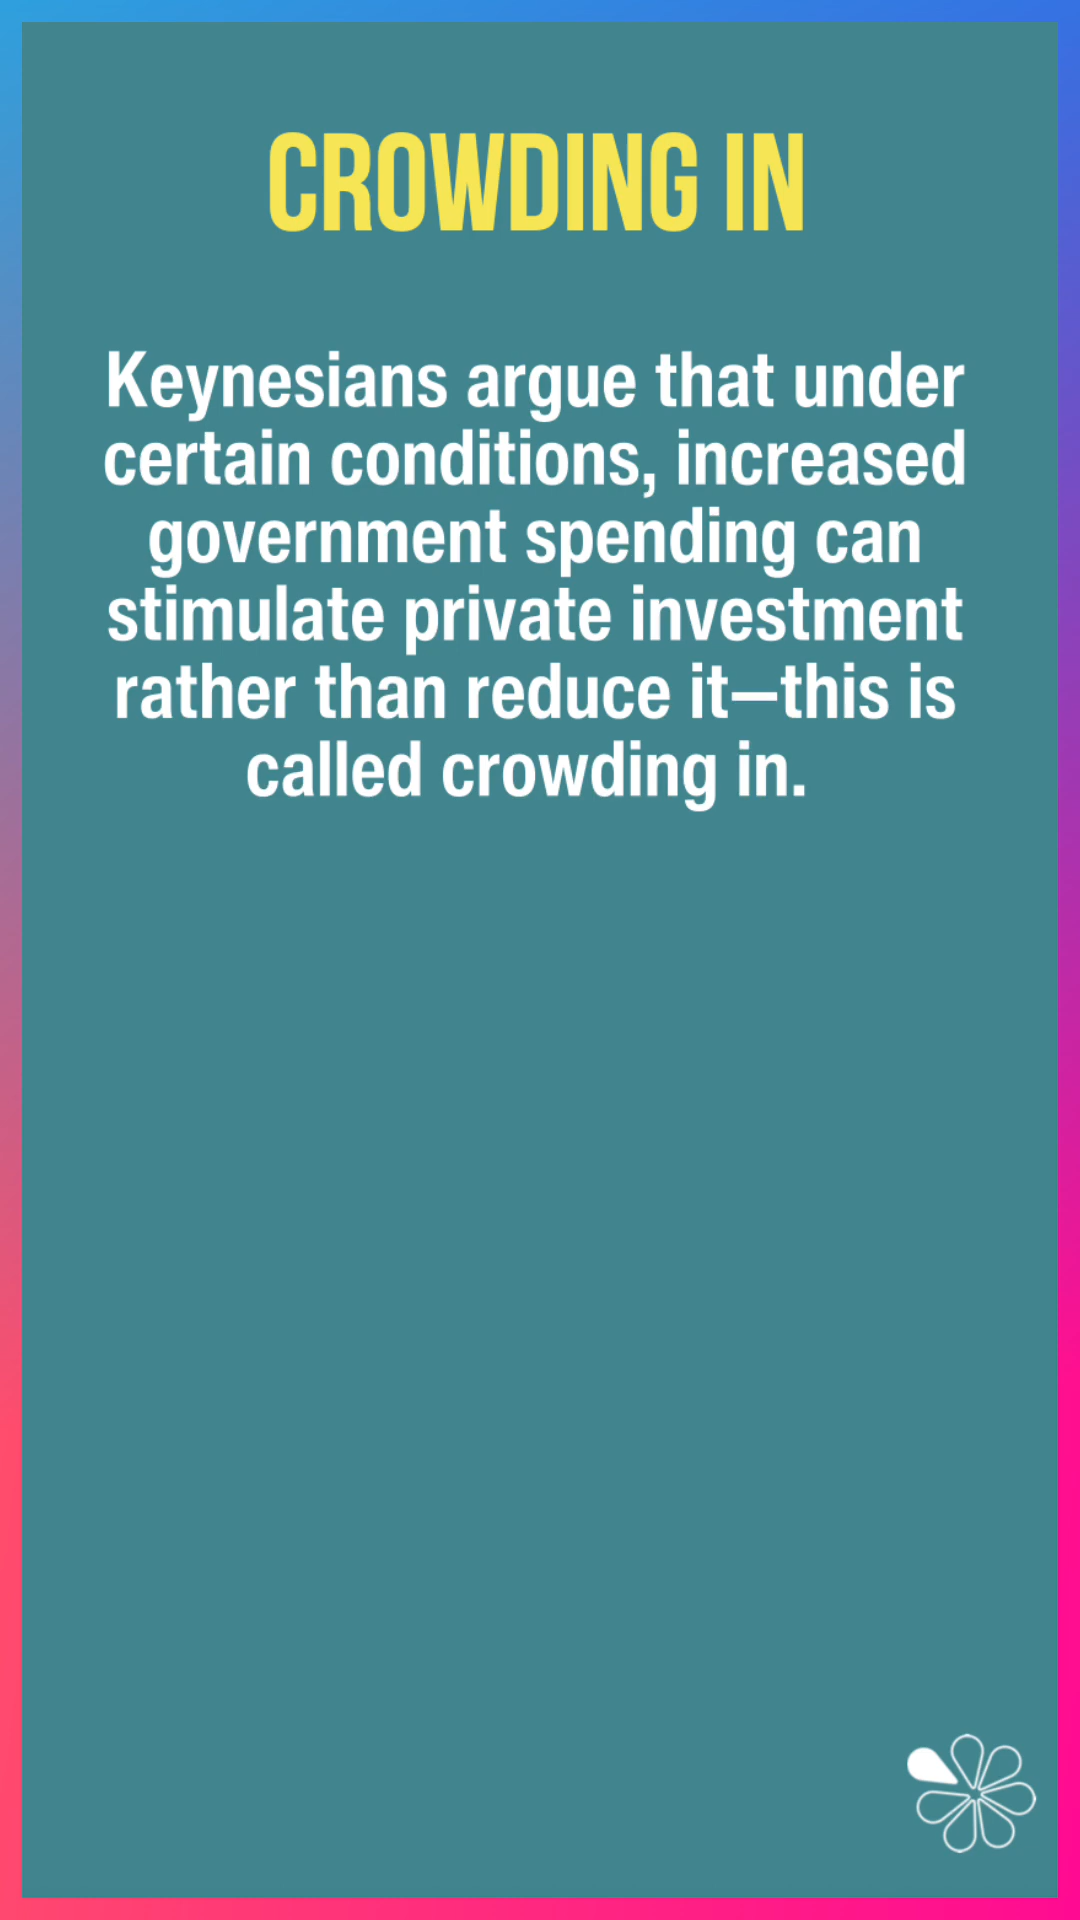 CROWDING IN
Keynesians argue that under
certain conditions, increased
government spending can
stimulate private investment
rather than reduce it—this is
called crowding in.